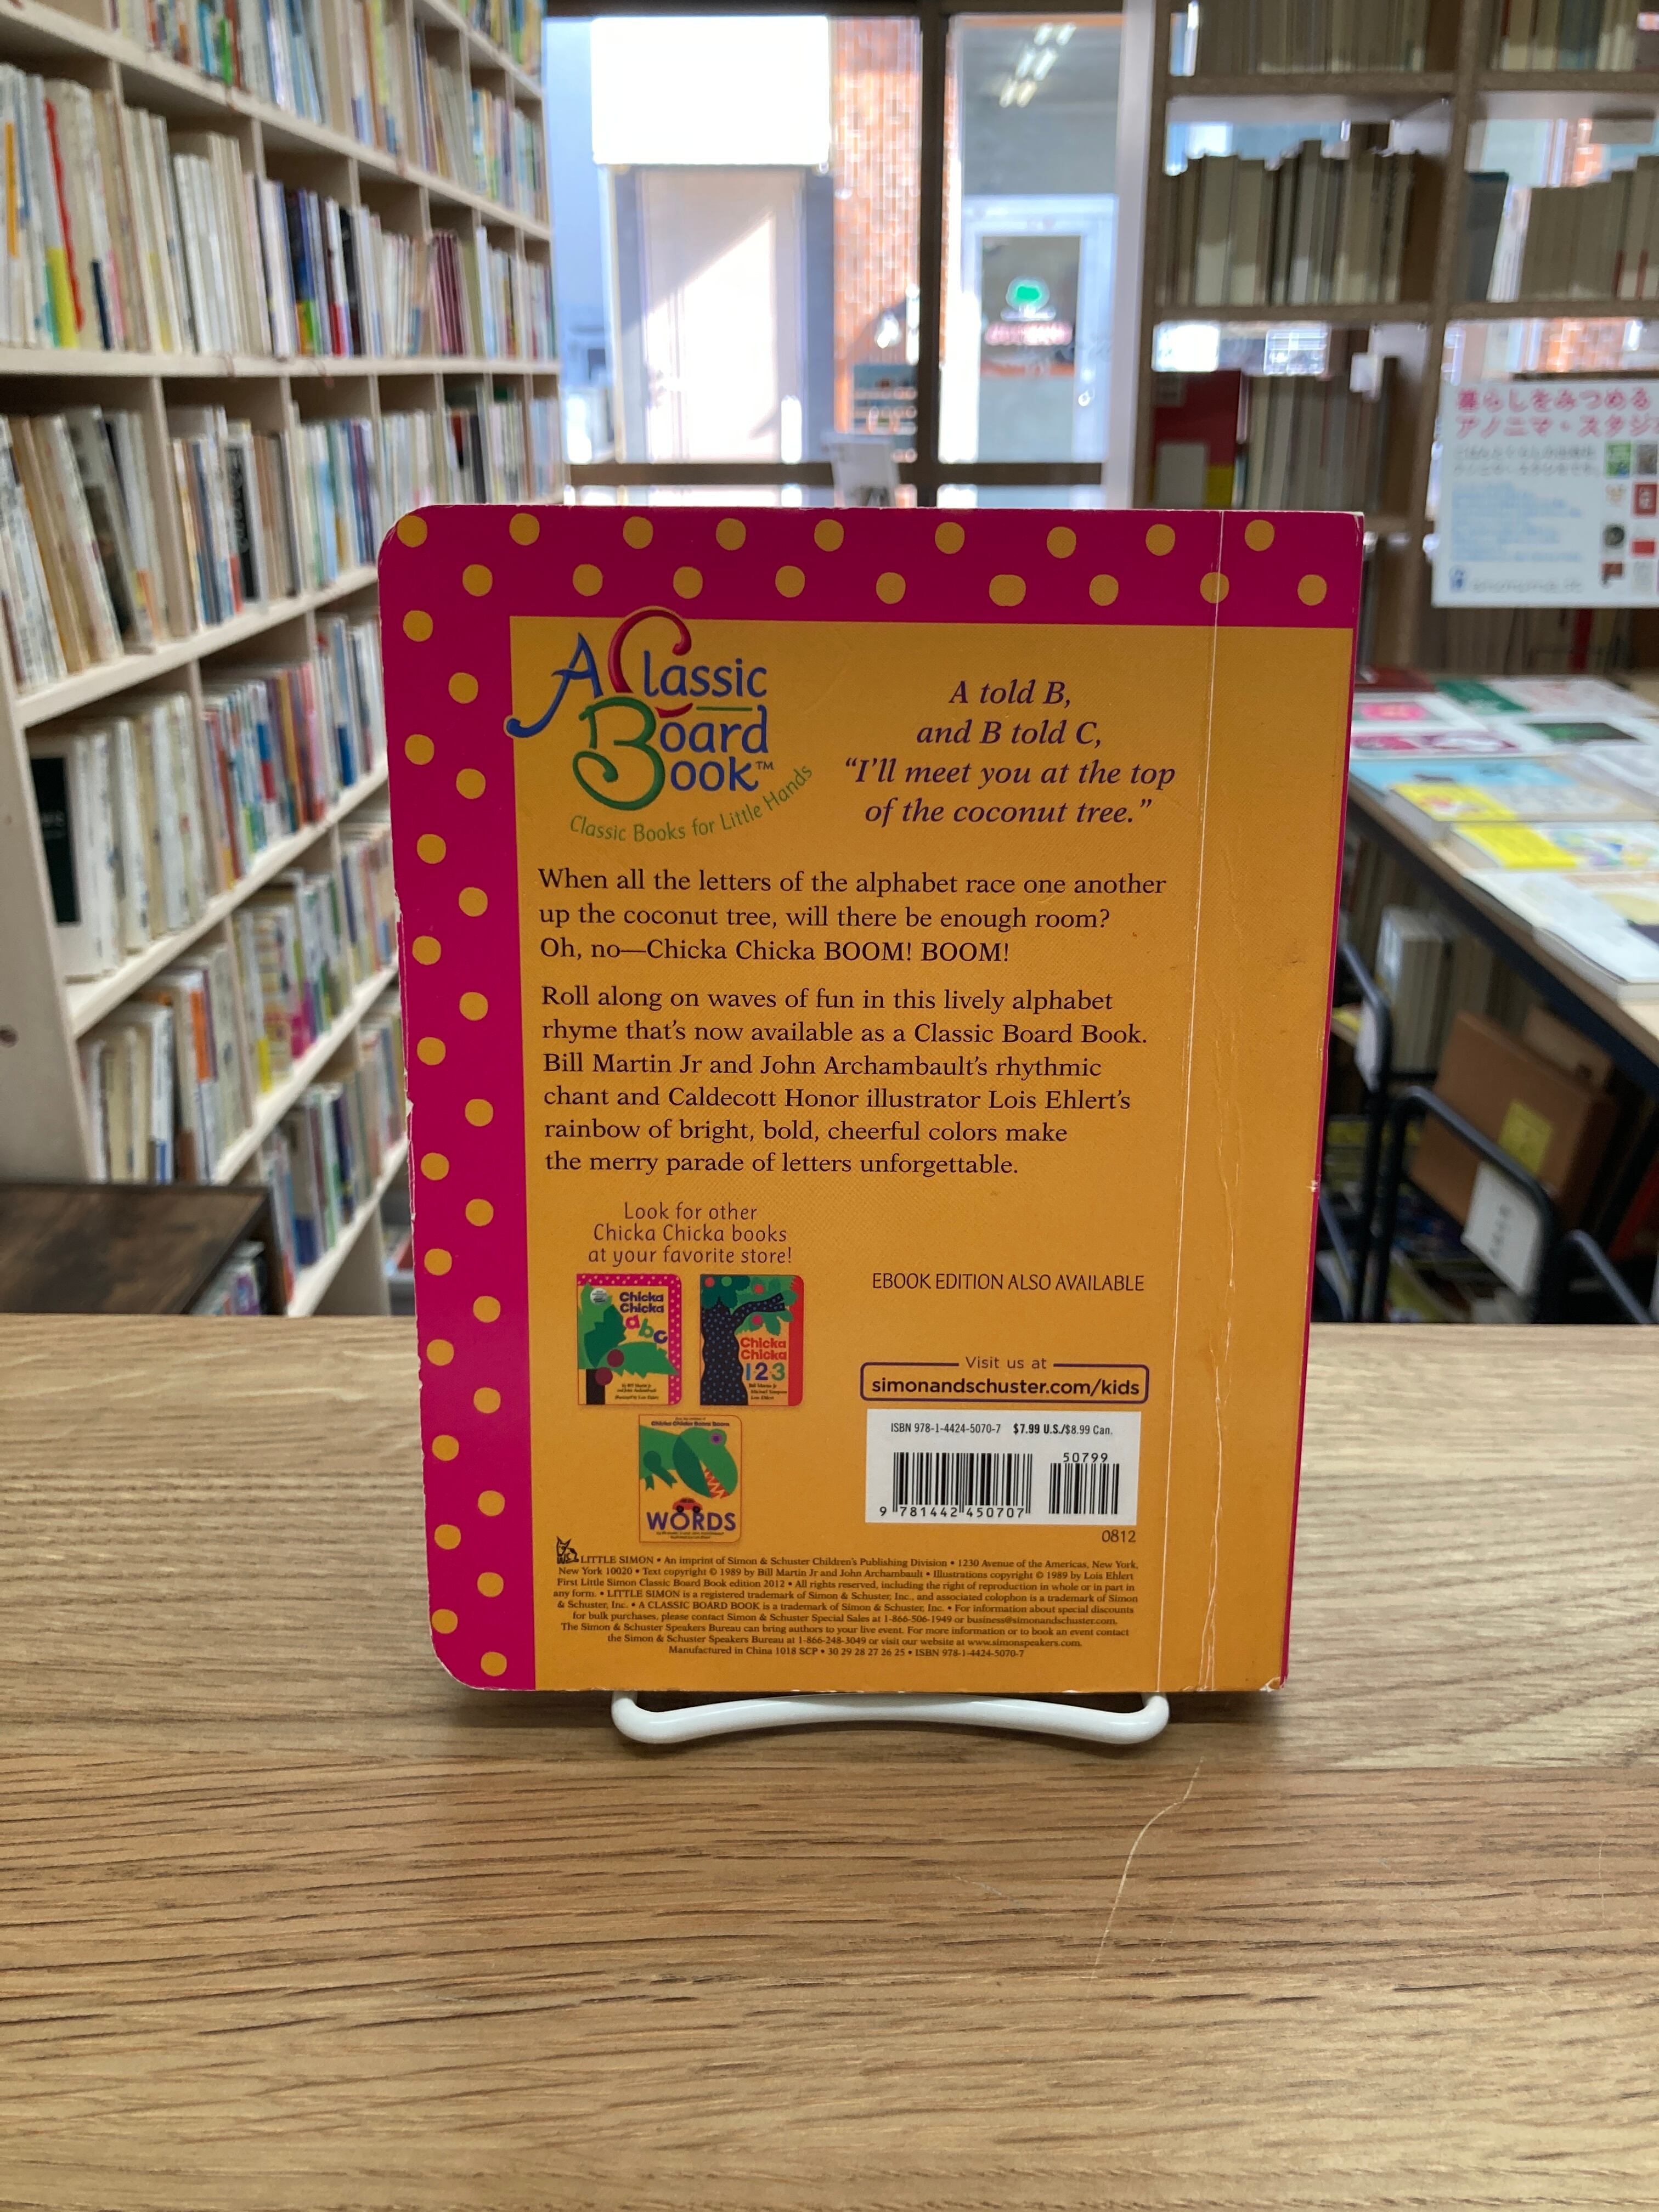 暮らしをみつめる
アノニマ・スタジ
A Classic
Board
Book™
Classic Books for Little Hands
A told B,
and B told C,
“I’ll meet you at the top
of the coconut tree.”
When all the letters of the alphabet race one another
up the coconut tree, will there be enough room?
Oh, no—Chicka Chicka BOOM! BOOM!
Roll along on waves of fun in this lively alphabet
rhyme that’s now available as a Classic Board Book.
Bill Martin Jr and John Archambault’s rhythmic
chant and Caldecott Honor illustrator Lois Ehlert’s
rainbow of bright, bold, cheerful colors make
the merry parade of letters unforgettable.
Look for other
Chicka Chicka books
at your favorite store!
Chicka
Chicka
abc
Chicka
Chicka
123
WORDS
EBOOK EDITION ALSO AVAILABLE
Visit us at
simonandschuster.com/kids
ISBN 978-1-4424-5070-7 $7.99 U.S./$8.99 Can.
50799
9 781442 450707
0812
LITTLE SIMON • An imprint of Simon & Schuster Children’s Publishing Division • 1230 Avenue of the Americas, New York,
New York 10020 • Text copyright © 1989 by Bill Martin Jr and John Archambault • Illustrations copyright © 1989 by Lois Ehlert
First Little Simon Classic Board Book edition 2012 • All rights reserved, including the right of reproduction in whole or in part in
any form. • LITTLE SIMON is a registered trademark of Simon & Schuster, Inc., and associated colophon is a trademark of Simon
& Schuster, Inc. • A CLASSIC BOARD BOOK is a trademark of Simon & Schuster, Inc. • For information about special discounts
for bulk purchases, please contact Simon & Schuster Special Sales at 1-866-506-1949 or business@simonandschuster.com.
The Simon & Schuster Speakers Bureau can bring authors to your live event. For more information or to book an event contact
the Simon & Schuster Speakers Bureau at 1-866-248-3049 or visit our website at www.simonspeakers.com.
Manufactured in China 1018 SCP • 30 29 28 27 26 25 • ISBN 978-1-4424-5070-7